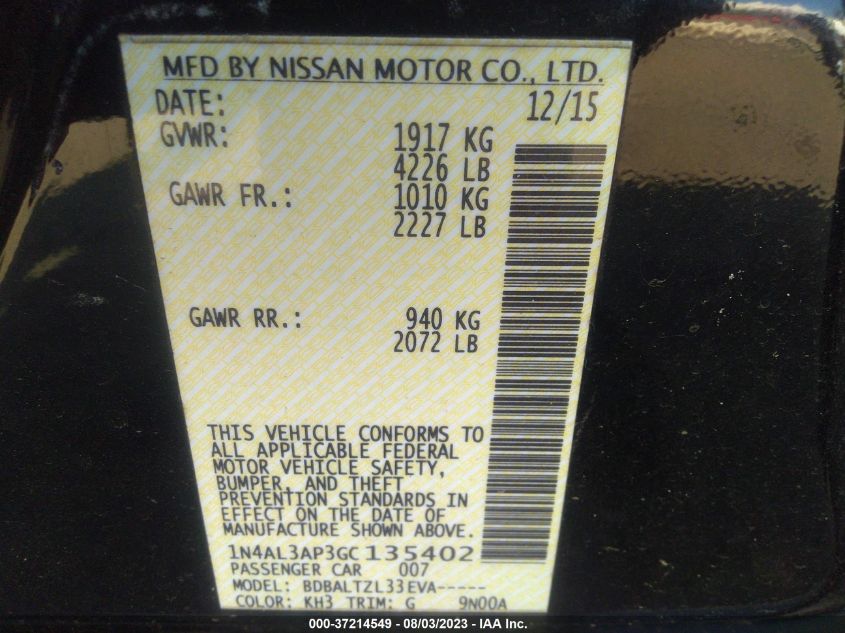 MFD BY NISSAN MOTOR CO., LTD.
DATE: 12/15
GVWR: 1917 KG
4226 LB
GAWR FR.: 1010 KG
2227 LB
GAWR RR.: 940 KG
2072 LB
THIS VEHICLE CONFORMS TO
ALL APPLICABLE FEDERAL
MOTOR VEHICLE SAFETY,
BUMPER, AND THEFT
PREVENTION STANDARDS IN
EFFECT ON THE DATE OF
MANUFACTURE SHOWN ABOVE.
1N4AL3AP3GC135402
PASSENGER CAR 007
MODEL: BDBALTZL33EVA-----
COLOR: KH3 TRIM: G 9N00A
000-37214549 - 08/03/2023 - IAA Inc.